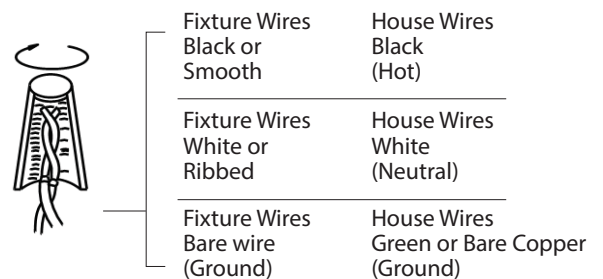 Fixture Wires House Wires
Black or Black
Smooth (Hot)
Fixture Wires House Wires
White or White
Ribbed (Neutral)
Fixture Wires House Wires
Bare wire Green or Bare Copper
(Ground) (Ground)